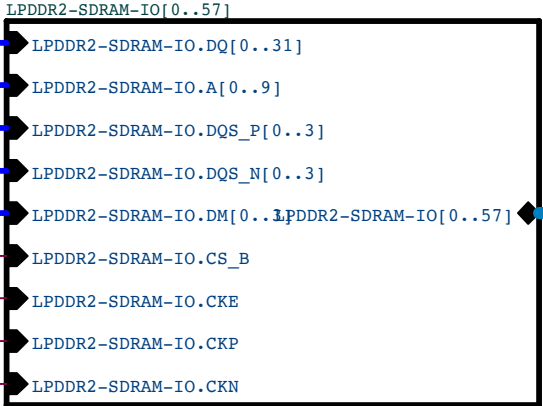 LPDDR2-SDRAM-IO[0..57]
LPDDR2-SDRAM-IO.DQ[0..31]
LPDDR2-SDRAM-IO.A[0..9]
LPDDR2-SDRAM-IO.DQS_P[0..3]
LPDDR2-SDRAM-IO.DQS_N[0..3]
LPDDR2-SDRAM-IO.DM[0..3] LPDDR2-SDRAM-IO[0..57]
LPDDR2-SDRAM-IO.CS_B
LPDDR2-SDRAM-IO.CKE
LPDDR2-SDRAM-IO.CKP
LPDDR2-SDRAM-IO.CKN